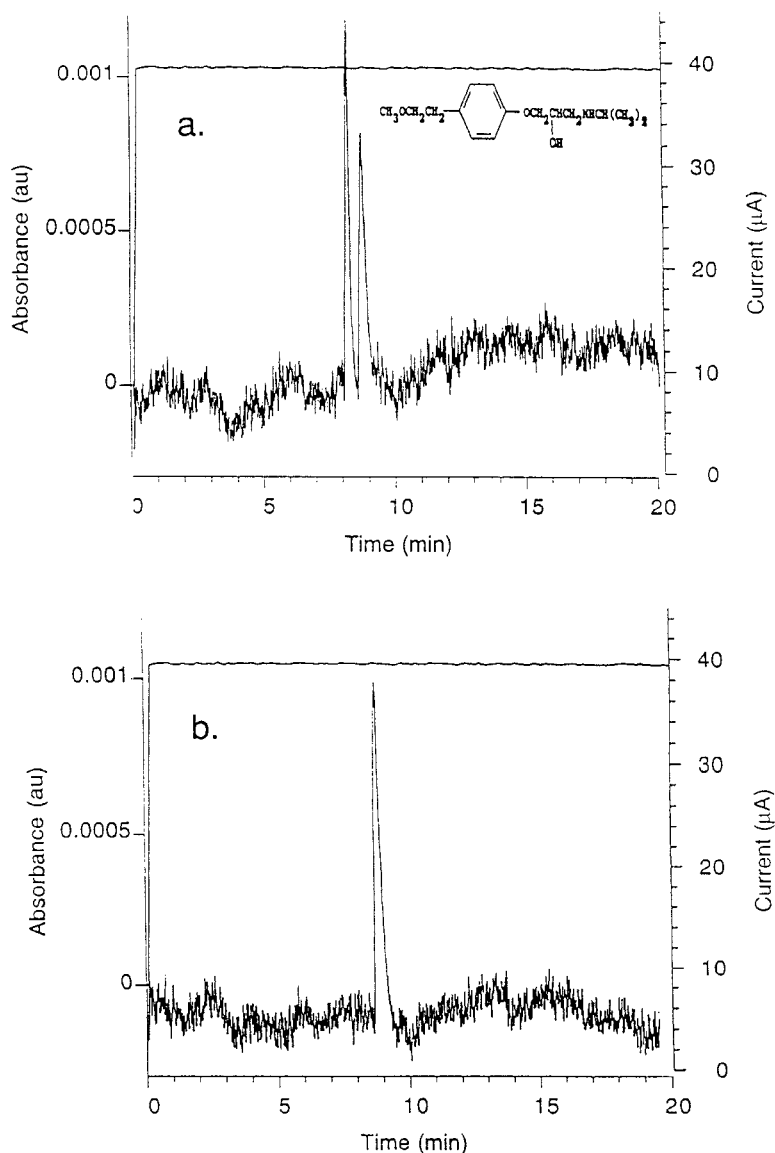 0.001
0.0005
0
Absorbance (au)
a.
CH3OCH2CH2
OCH2CHCH2NHCH(CH3)2
OH
40
30
20
10
0
Current (μA)
0
5
10
15
20
Time (min)
0.001
0.0005
0
Absorbance (au)
b.
40
30
20
10
0
Current (μA)
0
5
10
15
20
Time (min)